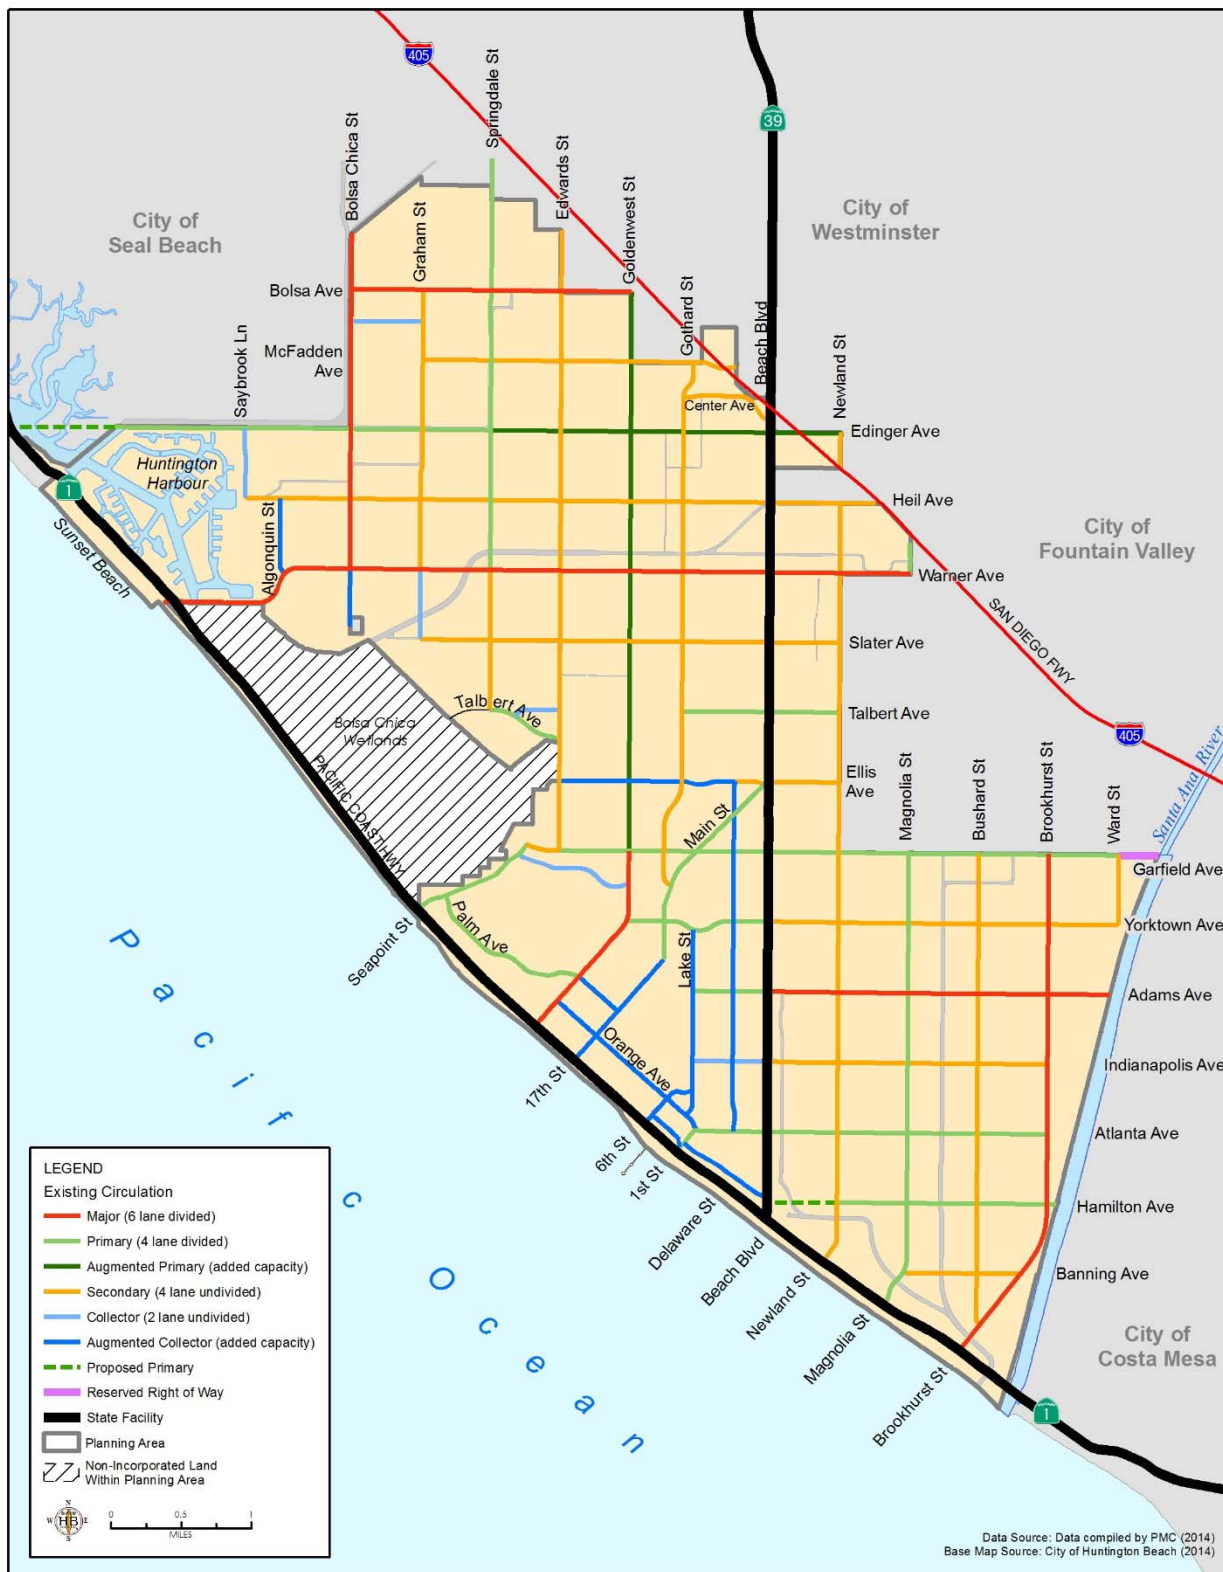 405
Springdale St
39
Bolsa Chica St
Edwards St
City of
Seal Beach
City of
Westminster
Graham St
Goldenwest St
Bolsa Ave
Gothard St
Beach Blvd
McFadden
Ave
Saybrook Ln
Newland St
Center Ave
Edinger Ave
Huntington
Harbour
1
Heil Ave
Algonquin St
City of
Fountain Valley
Sunset Beach
Warner Ave
SAN DIEGO FWY
Slater Ave
Talbert Ave
Talbert Ave
Bolsa Chica
Wetlands
405
PACIFIC COAST HWY
Ellis
Ave
Magnolia St
Bushard St
Brookhurst St
Ward St
Santa Ana River
Main St
Garfield Ave
Seapoint St
Palm Ave
Yorktown Ave
Lake St
Adams Ave
Orange Ave
Indianapolis Ave
17th St
Atlanta Ave
6th St
1st St
Hamilton Ave
Delaware St
Beach Blvd
Banning Ave
Newland St
Magnolia St
City of
Costa Mesa
Brookhurst St
1
Pacific Ocean
LEGEND
Existing Circulation
Major (6 lane divided)
Primary (4 lane divided)
Augmented Primary (added capacity)
Secondary (4 lane undivided)
Collector (2 lane undivided)
Augmented Collector (added capacity)
Proposed Primary
Reserved Right of Way
State Facility
Planning Area
Non-Incorporated Land
Within Planning Area
N
W HB E
S
0 0.5 1
MILES
Data Source: Data compiled by PMC (2014)
Base Map Source: City of Huntington Beach (2014)